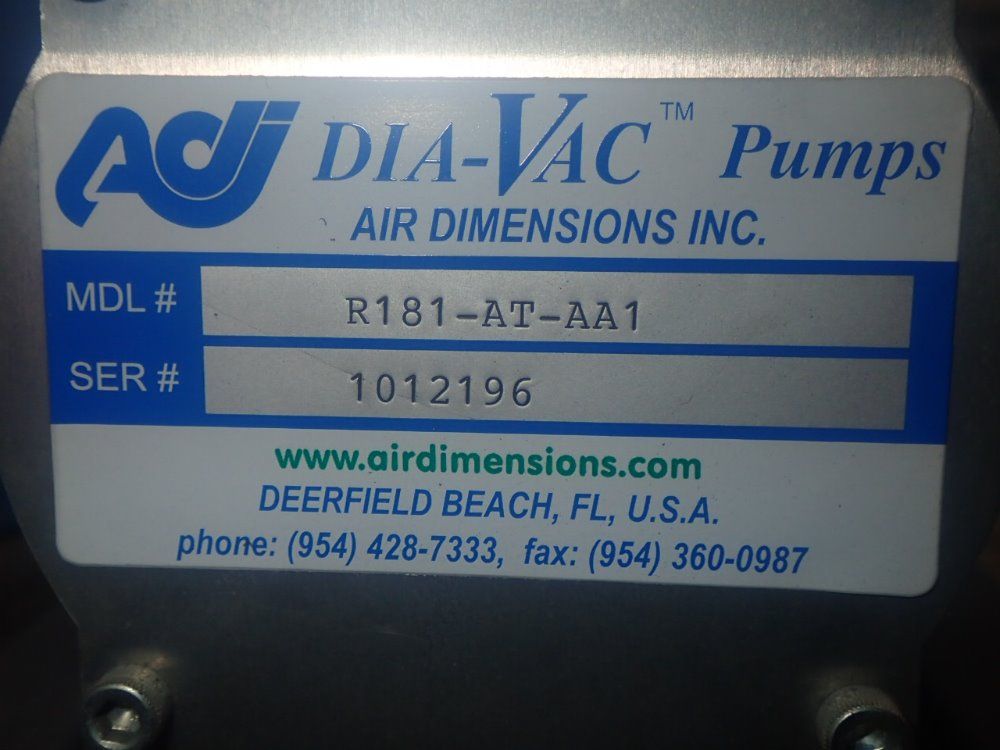 ADI DIA-VAC™ Pumps
AIR DIMENSIONS INC.
MDL # R181-AT-AA1
SER # 1012196
www.airdimensions.com
DEERFIELD BEACH, FL, U.S.A.
phone: (954) 428-7333, fax: (954) 360-0987